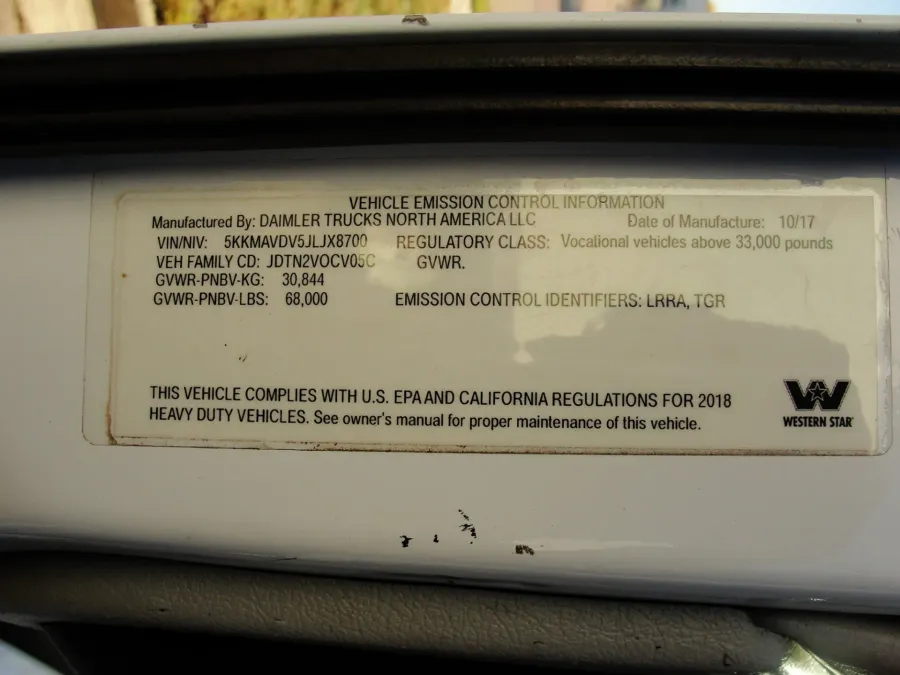 VEHICLE EMISSION CONTROL INFORMATION
Manufactured By: DAIMLER TRUCKS NORTH AMERICA LLC Date of Manufacture: 10/17
VIN/NIV: 5KKMAVDV5JLJX8700 REGULATORY CLASS: Vocational vehicles above 33,000 pounds
VEH FAMILY CD: JDTN2VOCV05C GVWR.
GVWR-PNBV-KG: 30,844
GVWR-PNBV-LBS: 68,000 EMISSION CONTROL IDENTIFIERS: LRRA, TGR
THIS VEHICLE COMPLIES WITH U.S. EPA AND CALIFORNIA REGULATIONS FOR 2018
HEAVY DUTY VEHICLES. See owner's manual for proper maintenance of this vehicle.
WESTERN STAR